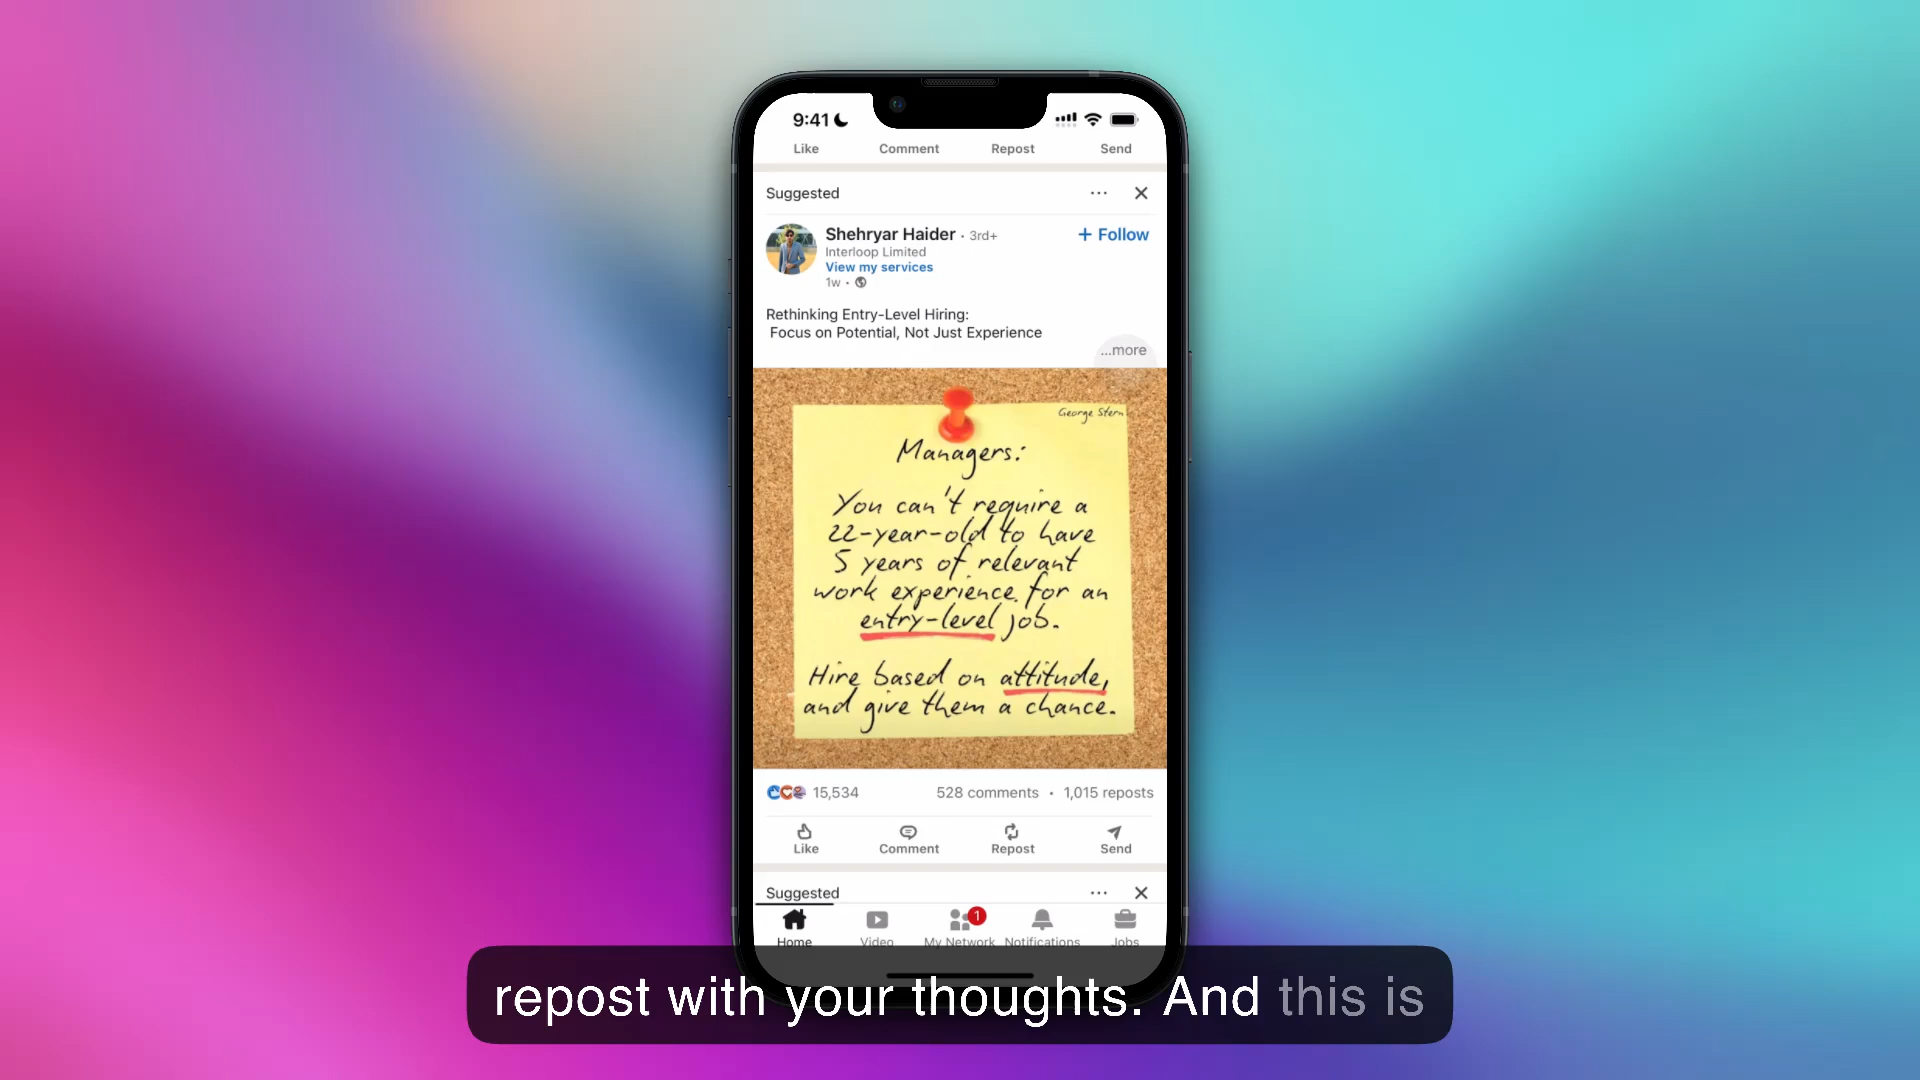 9:41
Like Comment Repost Send
Suggested
Shehryar Haider • 3rd+
+ Follow
Interloop Limited
View my services
1w •
Rethinking Entry-Level Hiring:
Focus on Potential, Not Just Experience
...more
George Stern
Managers:
You can't require a
22-year-old to have
5 years of relevant
work experience for an
entry-level job.
Hire based on attitude,
and give them a chance.
15,534 528 comments • 1,015 reposts
Like Comment Repost Send
Suggested
1
Home Video My Network Notifications Jobs
repost with your thoughts. And this is